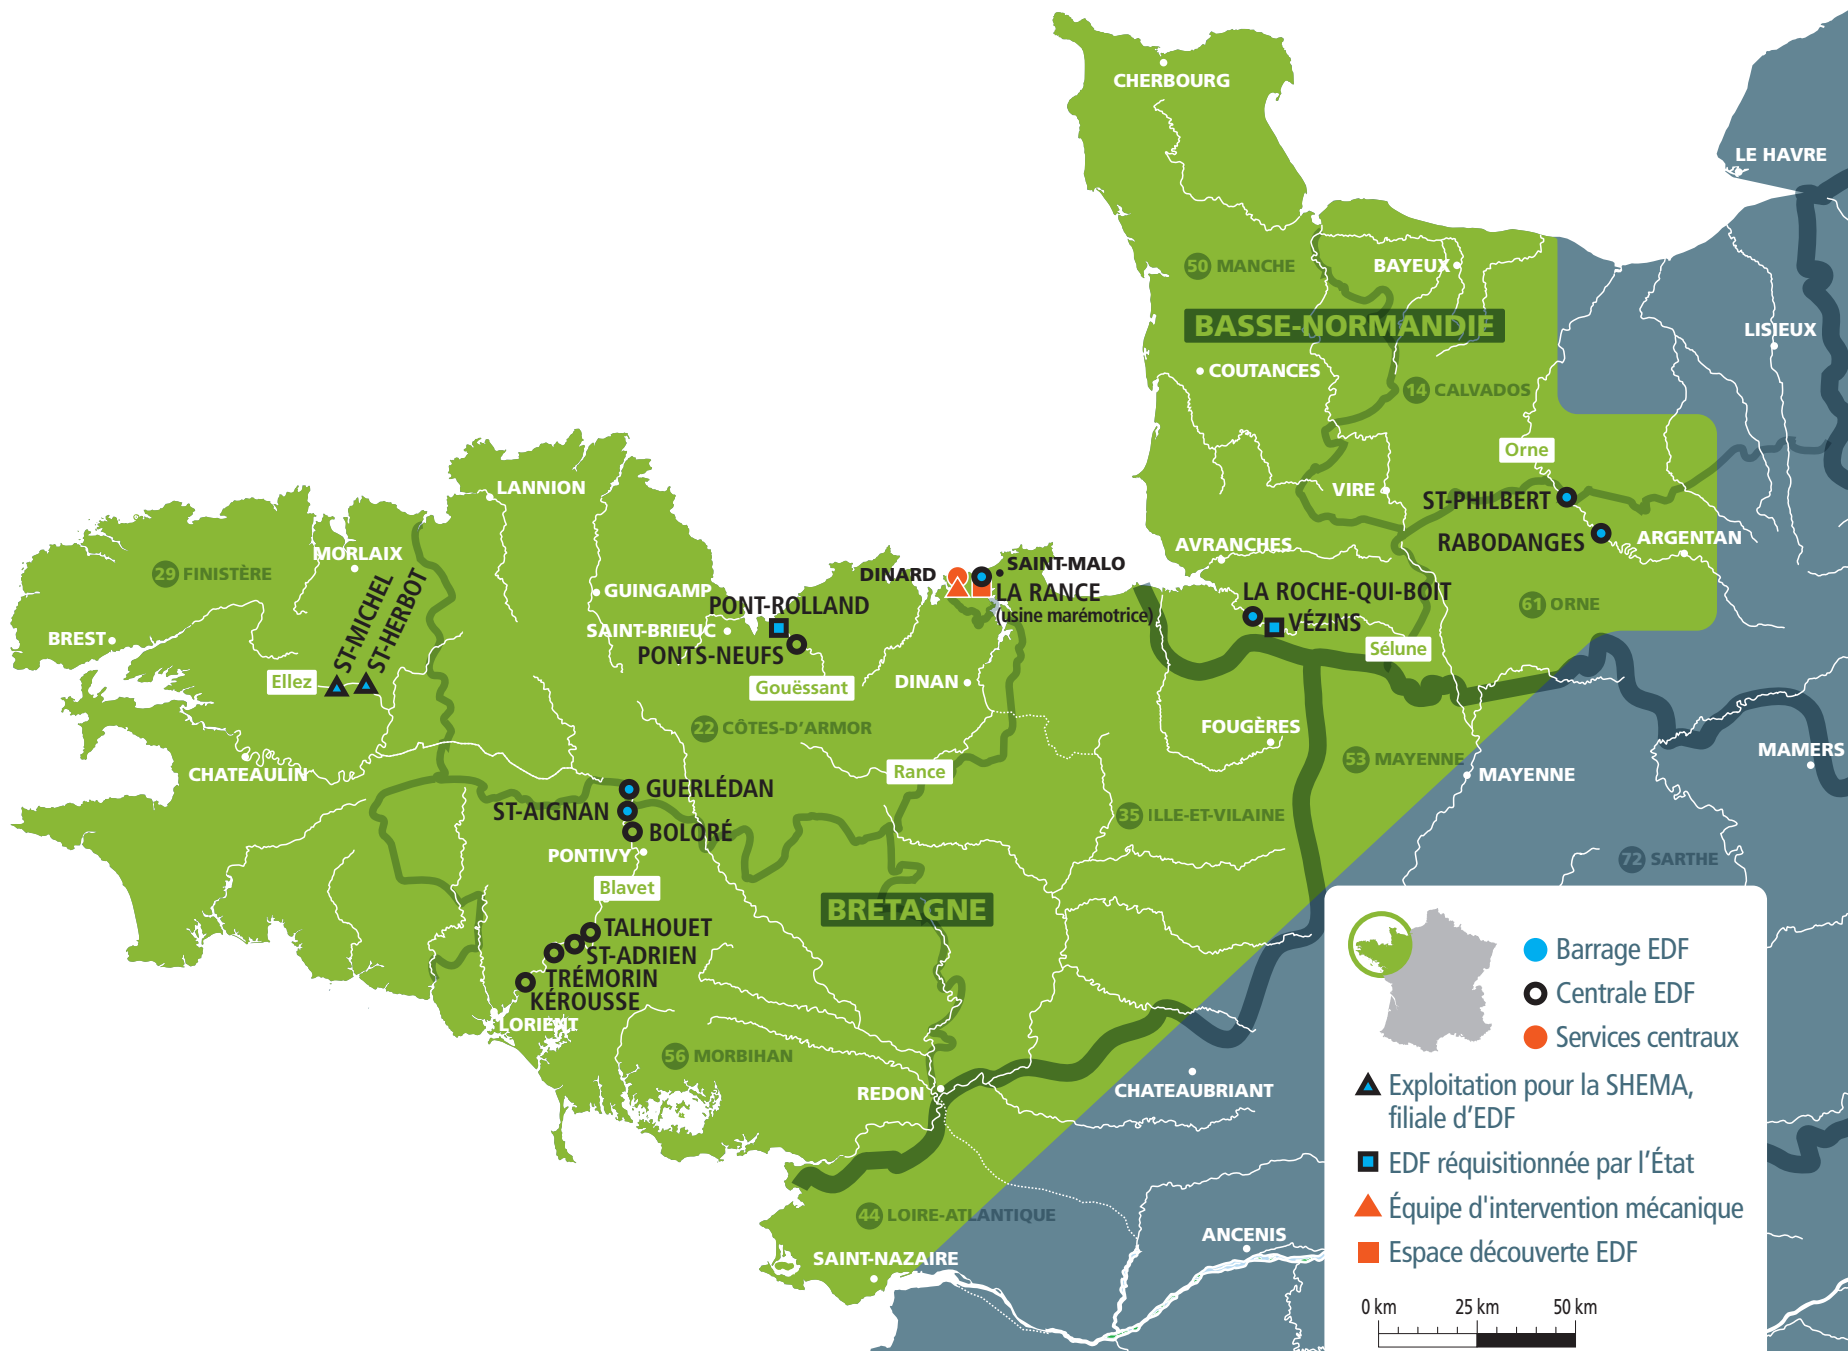 CHERBOURG
LE HAVRE
50 MANCHE
BAYEUX
BASSE-NORMANDIE
LISIEUX
COUTANCES
14 CALVADOS
Orne
LANNION
VIRE
ST-PHILBERT
RABODANGES
ARGENTAN
MORLAIX
AVRANCHES
29 FINISTÈRE
ST-MICHEL
ST-HERBOT
GUINGAMP
DINARD
SAINT-MALO
LA RANCE
(usine marémotrice)
PONT-ROLLAND
LA ROCHE-QUI-BOIT
VÉZINS
61 ORNE
BREST
SAINT-BRIEUC
PONTS-NEUFS
Sélune
Ellez
Gouëssant
DINAN
22 CÔTES-D'ARMOR
FOUGÈRES
53 MAYENNE
MAMERS
CHATEAULIN
Rance
MAYENNE
GUERLÉDAN
ST-AIGNAN
35 ILLE-ET-VILAINE
BOLORÉ
PONTIVY
72 SARTHE
Blavet
BRETAGNE
TALHOUET
ST-ADRIEN
TRÉMORIN
KÉROUSSE
LORIENT
56 MORBIHAN
REDON
CHATEAUBRIANT
44 LOIRE-ATLANTIQUE
ANCENIS
SAINT-NAZAIRE
Barrage EDF
Centrale EDF
Services centraux
Exploitation pour la SHEMA,
filiale d'EDF
EDF réquisitionnée par l'État
Équipe d'intervention mécanique
Espace découverte EDF
0 km 25 km 50 km